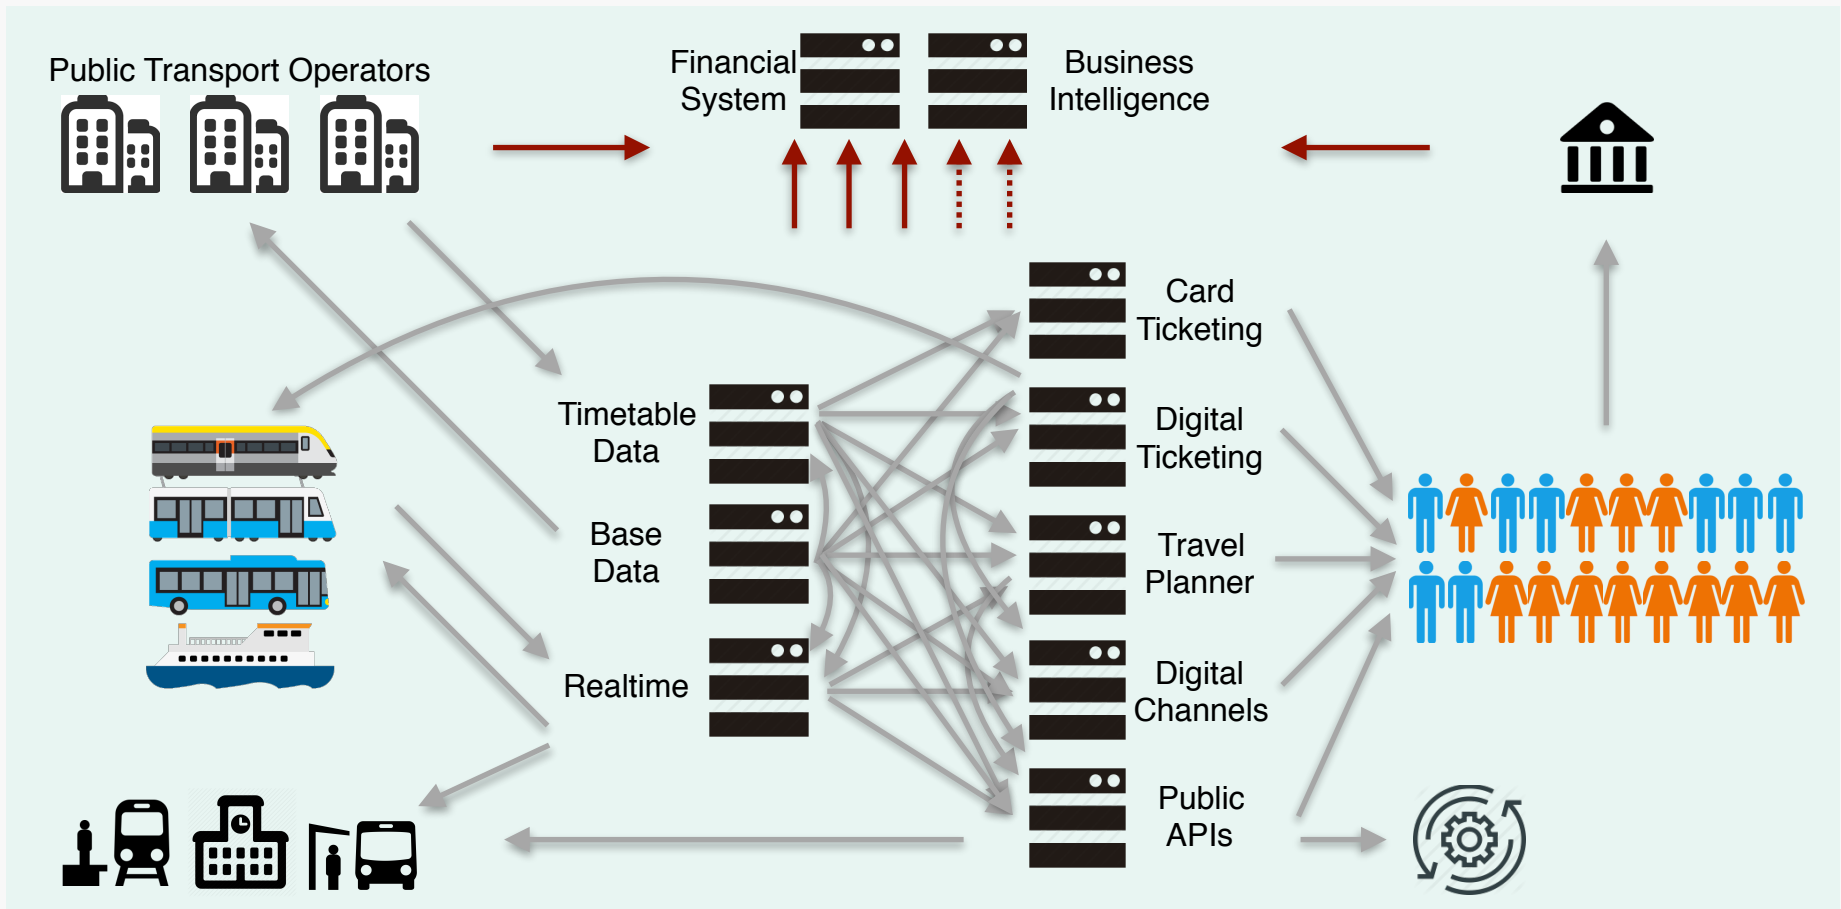 Public Transport Operators
Financial
System
Business
Intelligence
Card
Ticketing
Timetable
Data
Digital
Ticketing
Base
Data
Travel
Planner
Realtime
Digital
Channels
Public
APIs